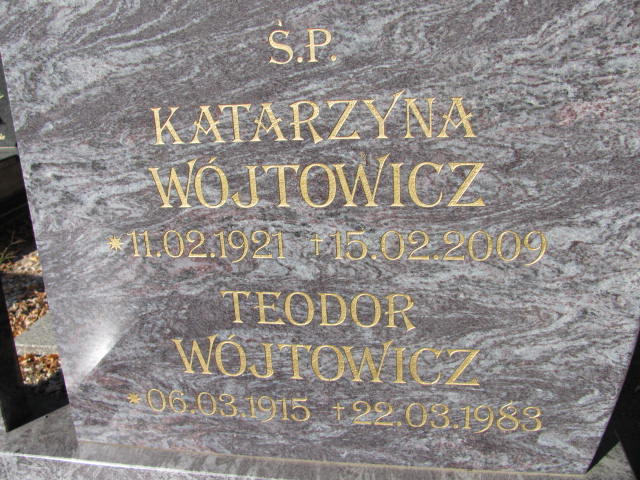 Ś.P.
KATARZYNA
WÓJTOWICZ
*11.02.1921 †15.02.2009
TEODOR
WÓJTOWICZ
*06.03.1915 †22.03.1983